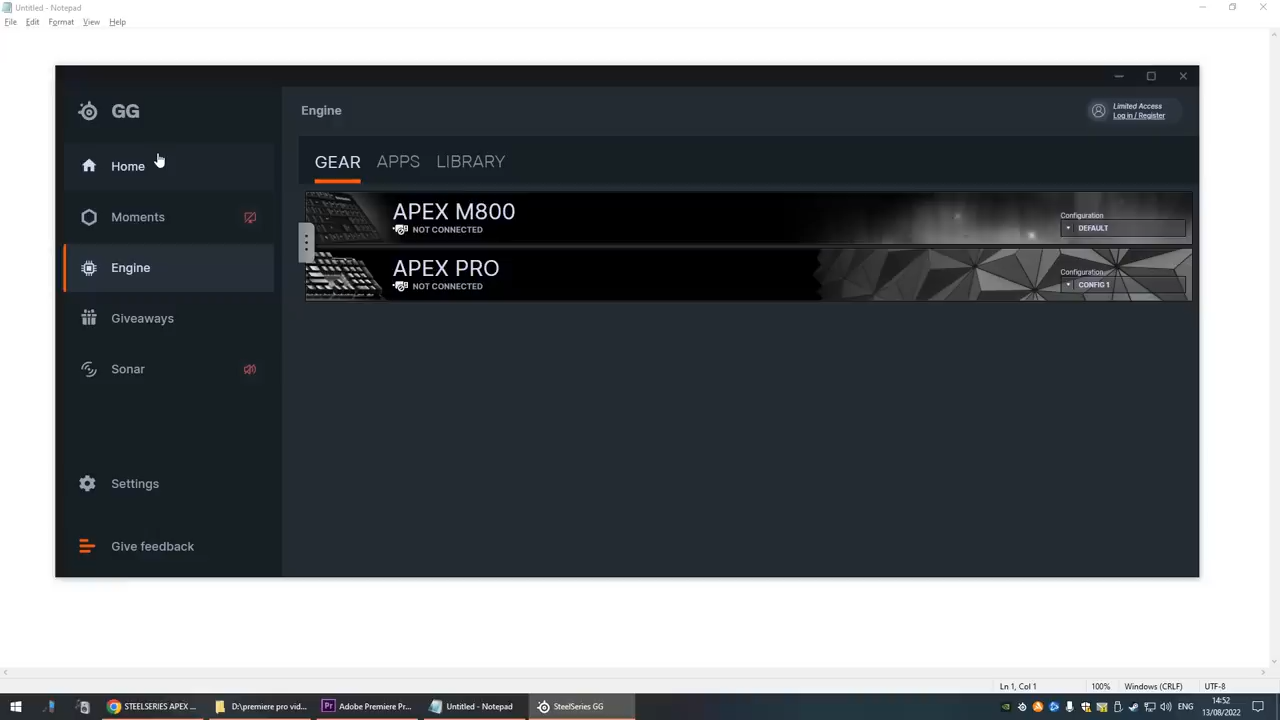 Untitled - Notepad
File Edit Format View Help
GG
Engine
Limited Access
Log in / Register
Home
GEAR APPS LIBRARY
Moments
APEX M800
NOT CONNECTED
Configuration
DEFAULT
Engine
APEX PRO
NOT CONNECTED
Configuration
CONFIG 1
Giveaways
Sonar
Settings
Give feedback
Ln 1, Col 1 100% Windows (CRLF) UTF-8
STEELSERIES APEX ... D:\premiere pro vid... Adobe Premiere Pr... Untitled - Notepad SteelSeries GG
ENG
14:52
13/08/2022